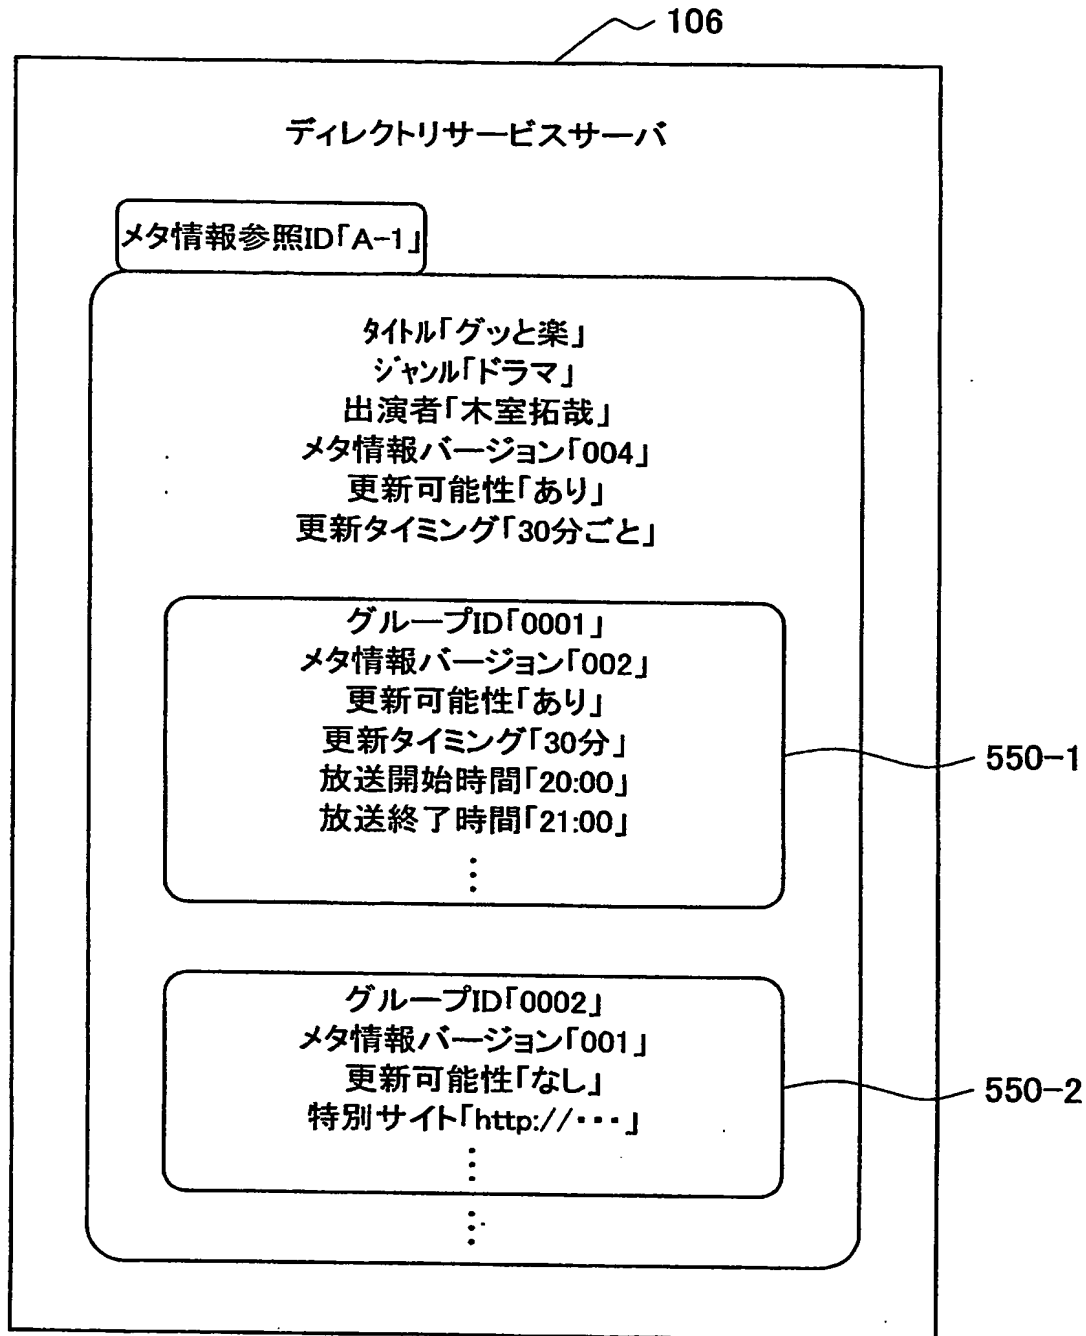 106
ディレクトリサービスサーバ
メタ情報参照ID「A-1」
タイトル「グッと楽」
ジャンル「ドラマ」
出演者「木室拓哉」
メタ情報バージョン「004」
更新可能性「あり」
更新タイミング「30分ごと」
グループID「0001」
メタ情報バージョン「002」
更新可能性「あり」
更新タイミング「30分」
放送開始時間「20:00」
放送終了時間「21:00」
⋮
550-1
グループID「0002」
メタ情報バージョン「001」
更新可能性「なし」
特別サイト「http://・・・」
⋮
550-2
⋮